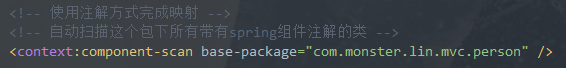 <!-- 使用注解方式完成映射 -->
<!-- 自动扫描这个包下所有带有spring组件注解的类 -->
<context:component-scan base-package="com.monster.lin.mvc.person" />